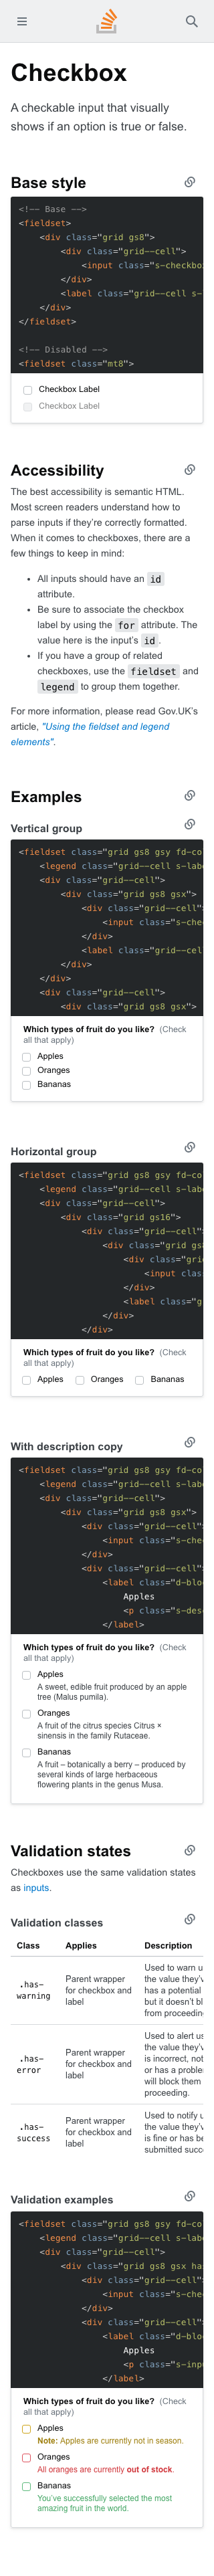 Checkbox
A checkable input that visually
shows if an option is true or false.
Base style
<!-- Base -->
<fieldset>
<div class="grid gs8">
<div class="grid--cell">
<input class="s-checkbo
</div>
<label class="grid--cell s-
</div>
</fieldset>
<!-- Disabled -->
<fieldset class="mt8">
Checkbox Label
Checkbox Label
Accessibility
The best accessibility is semantic HTML.
Most screen readers understand how to
parse inputs if they're correctly formatted.
When it comes to checkboxes, there are a
few things to keep in mind:
• All inputs should have an id
attribute.
• Be sure to associate the checkbox
label by using the for attribute. The
value here is the input's id.
• If you have a group of related
checkboxes, use the fieldset and
legend to group them together.
For more information, please read Gov.UK's
article, "Using the fieldset and legend
elements".
Examples
Vertical group
<fieldset class="grid gs8 gsy fd-co
<legend class="grid--cell s-lab
<div class="grid--cell">
<div class="grid gs8 gsx">
<div class="grid--cell"
<input class="s-che
</div>
<label class="grid--cel
</div>
</div>
<div class="grid--cell">
<div class="grid gs8 gsx">
Which types of fruit do you like? (Check
all that apply)
Apples
Oranges
Bananas
Horizontal group
<fieldset class="grid gs8 gsy fd-co
<legend class="grid--cell s-lab
<div class="grid--cell">
<div class="grid gs16">
<div class="grid--cell"
<div class="grid gs8
<div class="gri
<input clas
</div>
<label class="g
</div>
</div>
Which types of fruit do you like? (Check
all that apply)
Apples Oranges Bananas
With description copy
<fieldset class="grid gs8 gsy fd-co
<legend class="grid--cell s-lab
<div class="grid--cell">
<div class="grid gs8 gsx">
<div class="grid--cell"
<input class="s-che
</div>
<div class="grid--cell"
<label class="d-blo
Apples
<p class="s-des
</label>
Which types of fruit do you like? (Check
all that apply)
Apples
A sweet, edible fruit produced by an apple
tree (Malus pumila).
Oranges
A fruit of the citrus species Citrus ×
sinensis in the family Rutaceae.
Bananas
A fruit – botanically a berry – produced by
several kinds of large herbaceous
flowering plants in the genus Musa.
Validation states
Checkboxes use the same validation states
as inputs.
Validation classes
Class Applies Description
.has-warning Parent wrapper for checkbox and label Used to warn u the value they'v has a potential but it doesn't bl from proceedin
.has-error Parent wrapper for checkbox and label Used to alert us the value they'v is incorrect, not or has a proble will block them proceeding.
.has-success Parent wrapper for checkbox and label Used to notify u the value they'v is fine or has be submitted succe
Validation examples
<fieldset class="grid gs8 gsy fd-co
<legend class="grid--cell s-lab
<div class="grid--cell">
<div class="grid gs8 gsx ha
<div class="grid--cell"
<input class="s-che
</div>
<div class="grid--cell"
<label class="d-blo
Apples
<p class="s-inp
</label>
Which types of fruit do you like? (Check
all that apply)
Apples
Note: Apples are currently not in season.
Oranges
All oranges are currently out of stock.
Bananas
You've successfully selected the most
amazing fruit in the world.